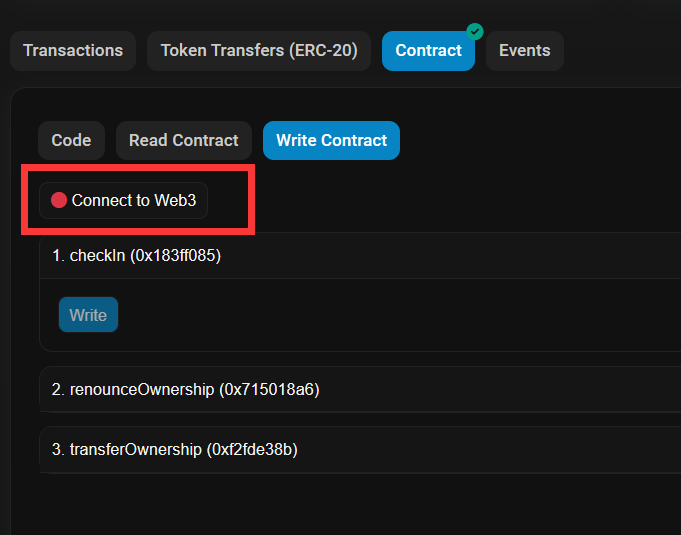 Transactions Token Transfers (ERC-20) Contract Events
Code Read Contract Write Contract
Connect to Web3
1. checkIn (0x183ff085)
Write
2. renounceOwnership (0x715018a6)
3. transferOwnership (0xf2fde38b)